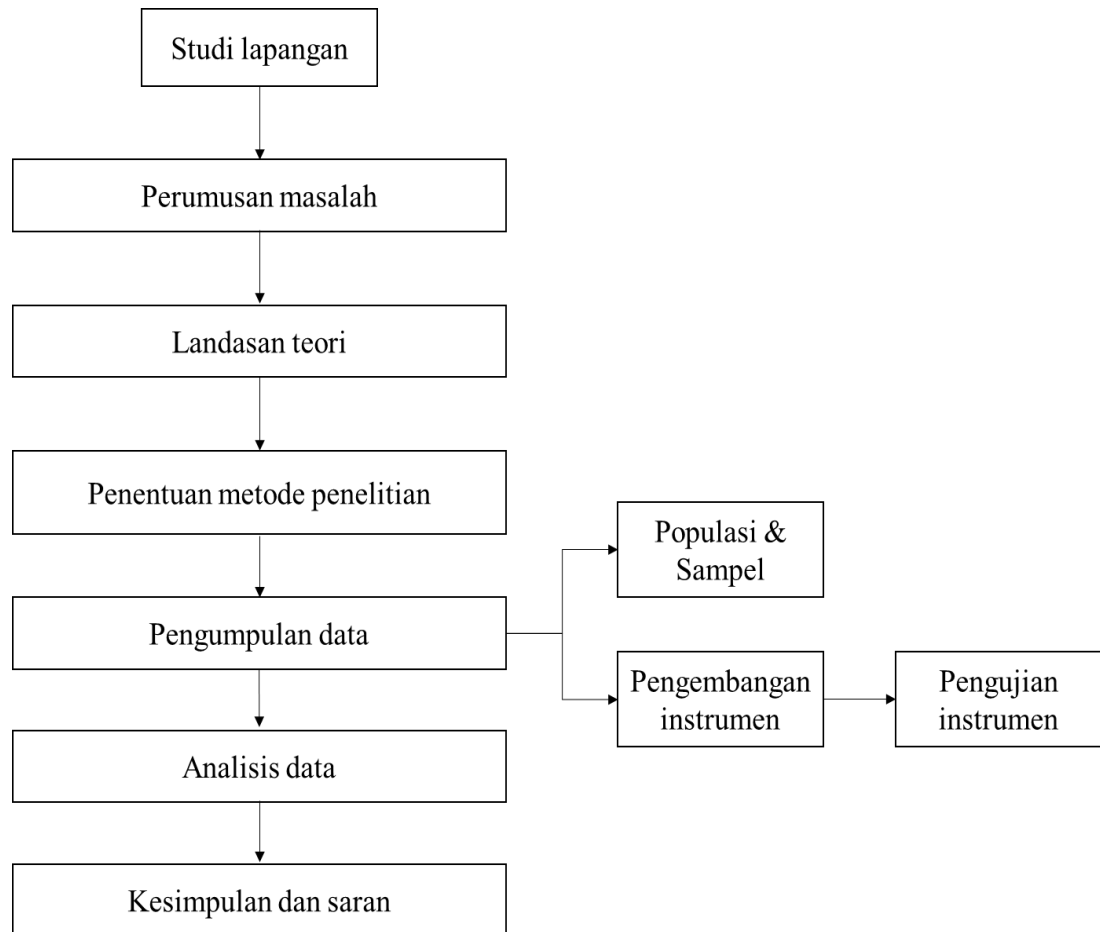 Studi lapangan
Perumusan masalah
Landasan teori
Penentuan metode penelitian
Populasi &
Sampel
Pengumpulan data
Pengembangan
instrumen
Pengujian
instrumen
Analisis data
Kesimpulan dan saran